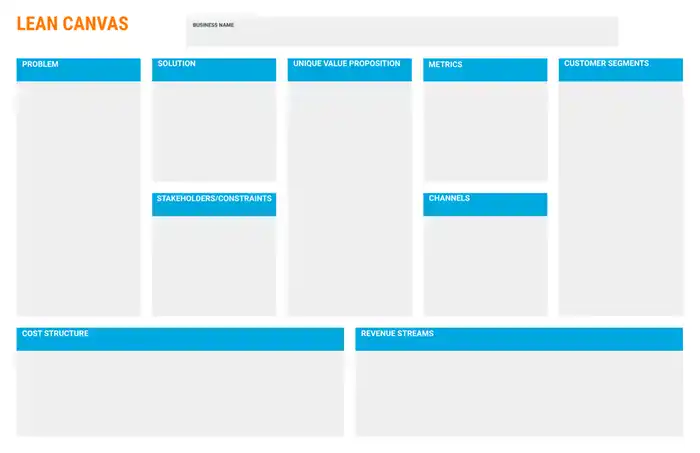 LEAN CANVAS
BUSINESS NAME
PROBLEM
SOLUTION
UNIQUE VALUE PROPOSITION
METRICS
CUSTOMER SEGMENTS
STAKEHOLDERS/CONSTRAINTS
CHANNELS
COST STRUCTURE
REVENUE STREAMS